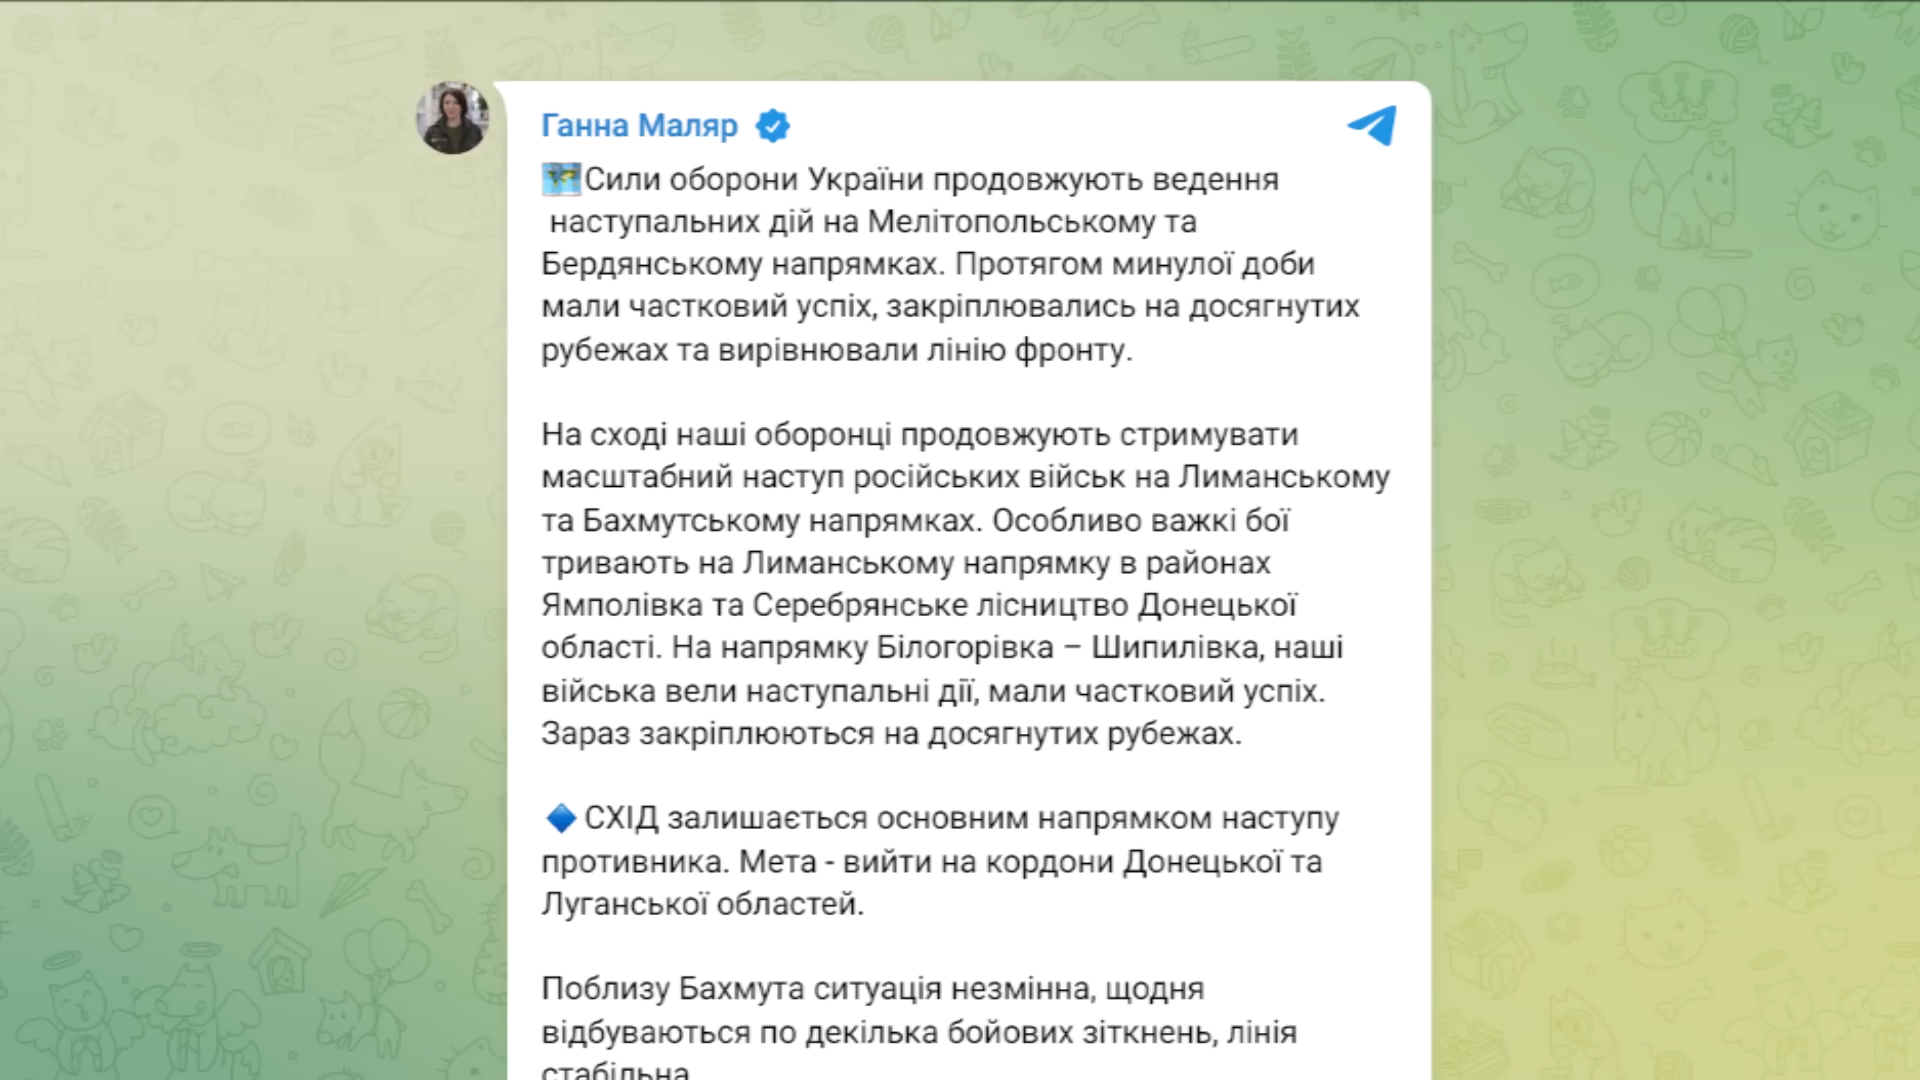 Ганна Маляр
Сили оборони України продовжують ведення
наступальних дій на Мелітопольському та
Бердянському напрямках. Протягом минулої доби
мали частковий успіх, закріплювались на досягнутих
рубежах та вирівнювали лінію фронту.
На сході наші оборонці продовжують стримувати
масштабний наступ російських військ на Лиманському
та Бахмутському напрямках. Особливо важкі бої
тривають на Лиманському напрямку в районах
Ямполівка та Серебрянське лісництво Донецької
області. На напрямку Білогорівка – Шипилівка, наші
війська вели наступальні дії, мали частковий успіх.
Зараз закріплюються на досягнутих рубежах.
СХІД залишається основним напрямком наступу
противника. Мета - вийти на кордони Донецької та
Луганської областей.
Поблизу Бахмута ситуація незмінна, щодня
відбуваються по декілька бойових зіткнень, лінія
стабільна